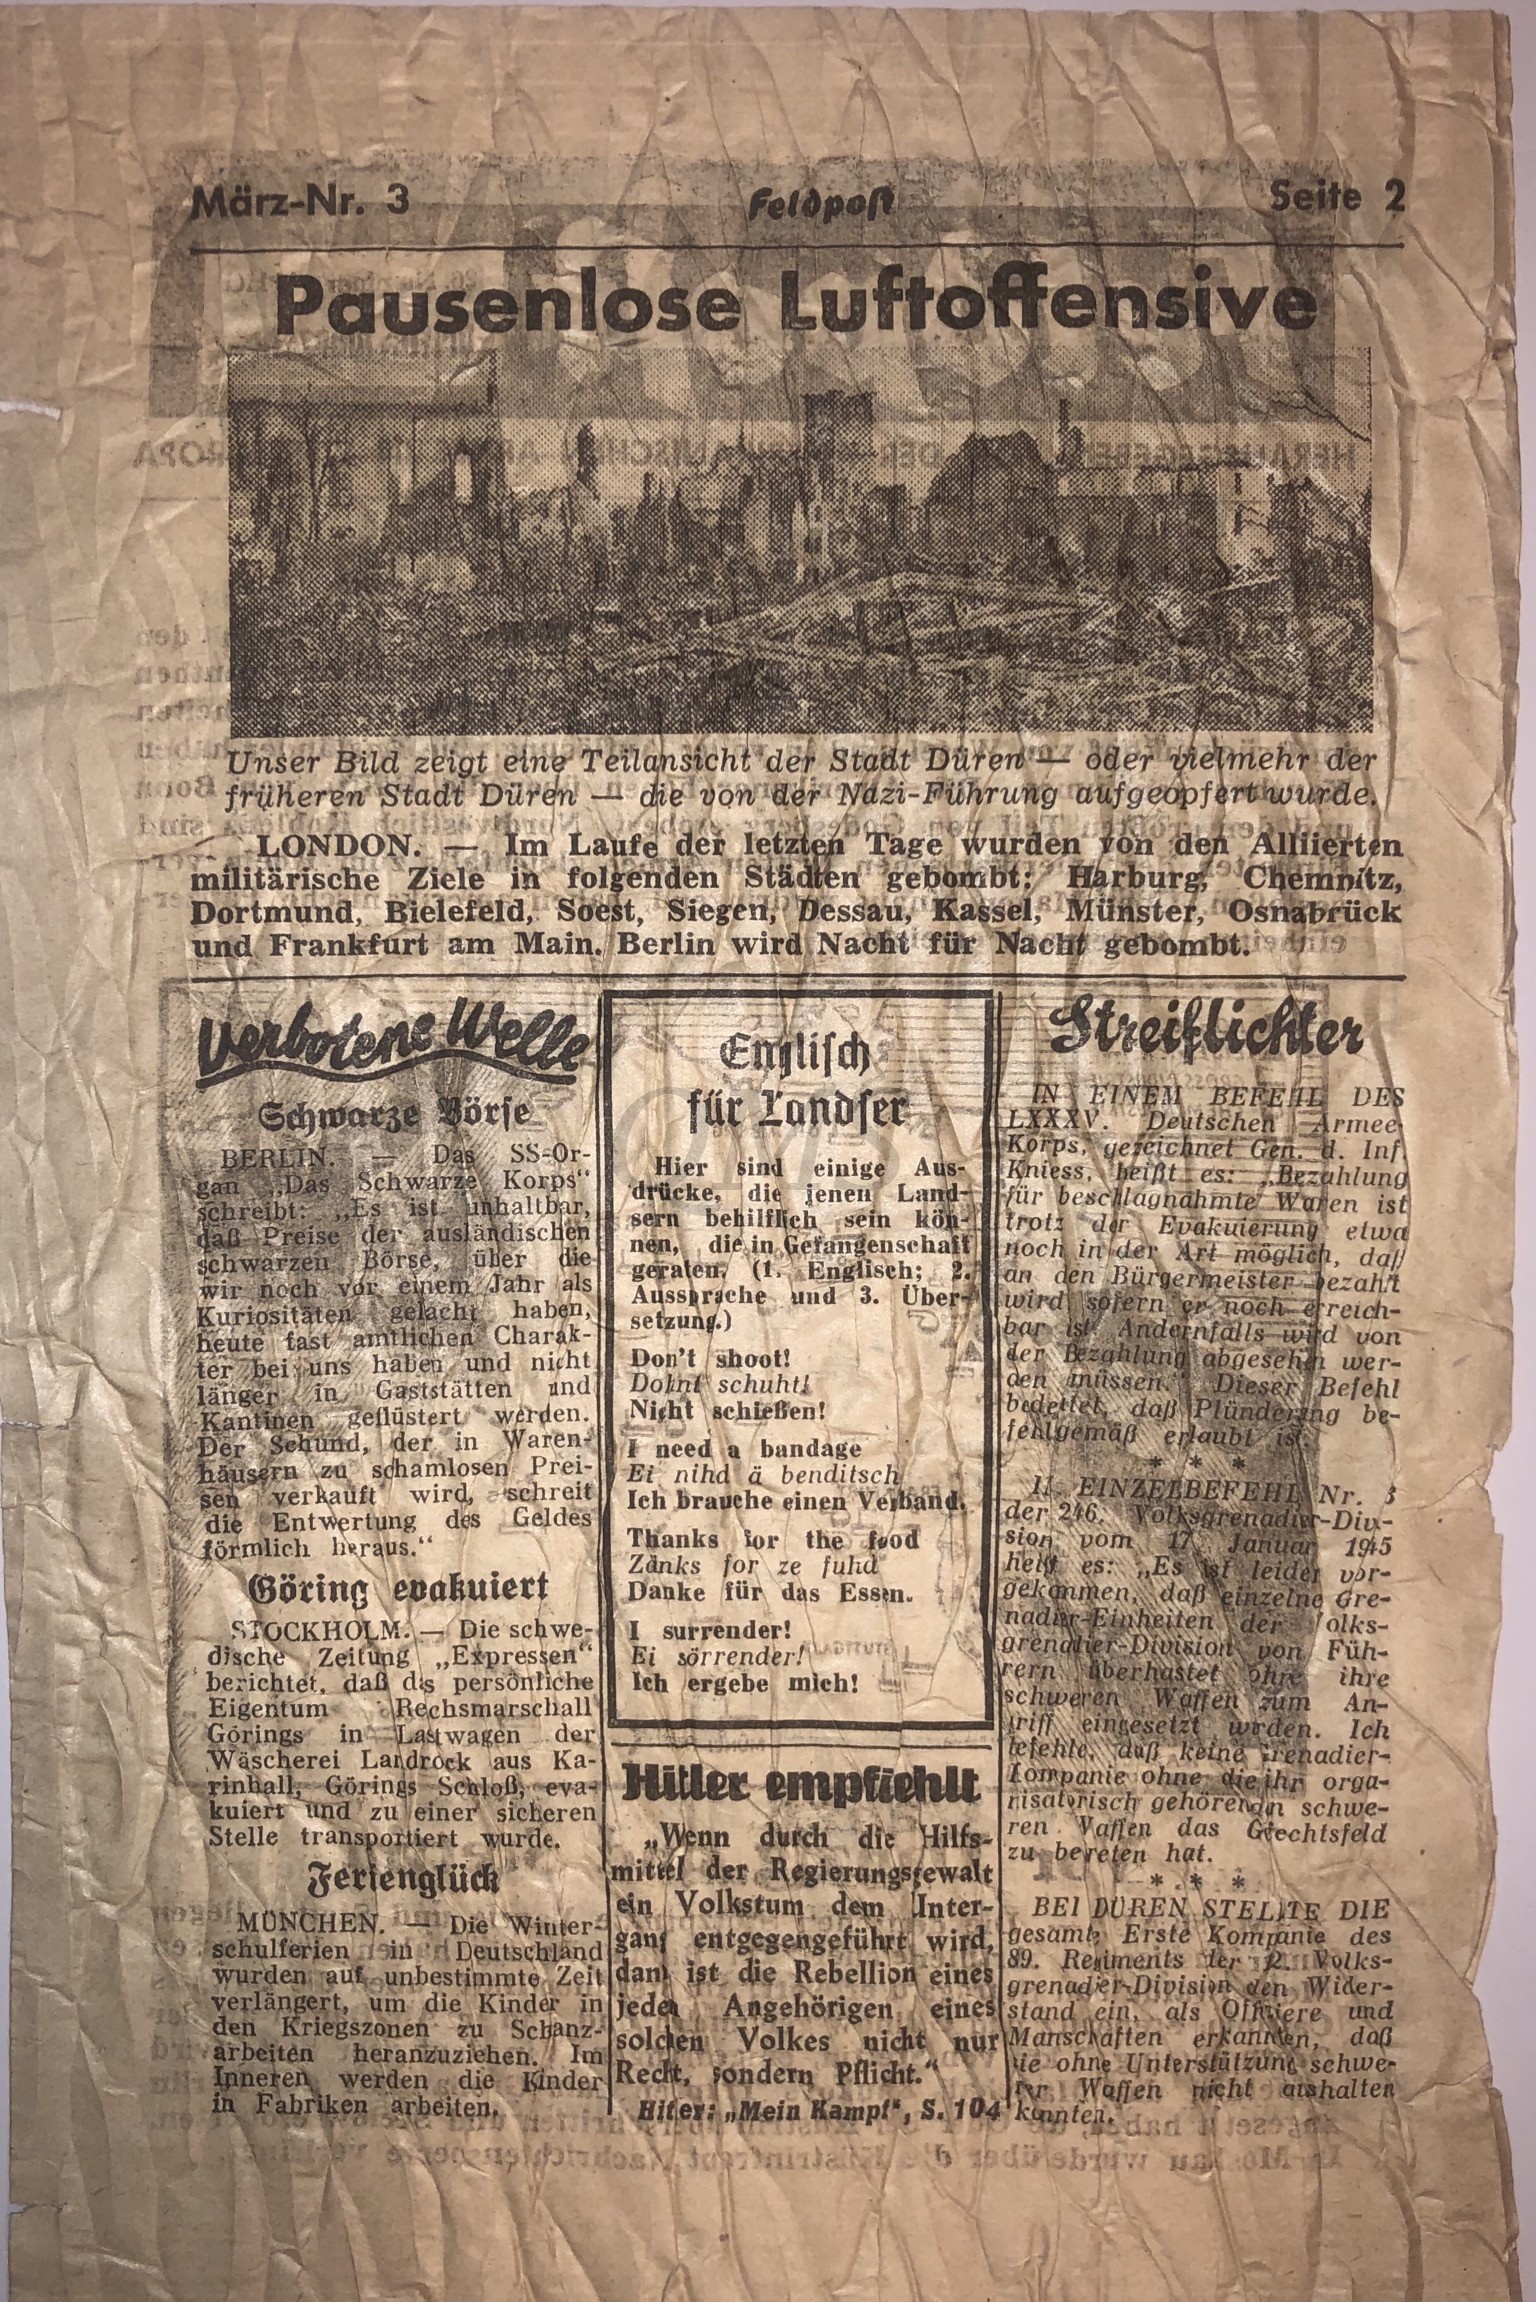 März-Nr. 3 Feldpost Seite 2
Pausenlose Luftoffensive
Unser Bild zeigt eine Teilansicht der Stadt Düren — oder vielmehr der
früheren Stadt Düren — die von der Nazi-Führung aufgeopfert wurde.
LONDON. — Im Laufe der letzten Tage wurden von den Alliierten
militärische Ziele in folgenden Städten gebombt: Harburg, Chemnitz,
Dortmund, Bielefeld, Soest, Siegen, Dessau, Kassel, Münster, Osnabrück
und Frankfurt am Main. Berlin wird Nacht für Nacht gebombt.
Verbotene Welle
Schwarze Börse
BERLIN. — Das SS-Or-
gan „Das Schwarze Korps“
schreibt: „Es ist unhaltbar,
daß Preise der ausländischen
schwarzen Börse, über die
wir noch vor einem Jahr als
Kuriositäten gelacht haben,
heute fast amtlichen Charak-
ter bei uns haben und nicht
länger in Gaststätten und
Kantinen geflüstert werden.
Der Schund, der in Waren-
häusern zu schamlosen Prei-
sen verkauft wird, schreit
die Entwertung des Geldes
förmlich heraus.“
Göring evakuiert
STOCKHOLM. — Die schwe-
dische Zeitung „Expressen“
berichtet, daß das persönliche
Eigentum Rechsmarschall
Görings in Lastwagen der
Wäscherei Landrock aus Ka-
rinhall, Görings Schloß, eva-
kuiert und zu einer sicheren
Stelle transportiert wurde.
Ferienglück
MÜNCHEN. — Die Winter-
schulferien in Deutschland
wurden auf unbestimmte Zeit
verlängert, um die Kinder in
den Kriegszonen zu Schanz-
arbeiten heranzuziehen. Im
Inneren werden die Kinder
in Fabriken arbeiten.
Englisch
für Landser
Hier sind einige Aus-
drücke, die jenen Land-
sern behilflich sein kön-
nen, die in Gefangenschaft
geraten. (1. Englisch; 2.
Aussprache und 3. Über-
setzung.)
Don't shoot!
Dohnt schuht!
Nicht schießen!
I need a bandage
Ei nihd ä benditsch
Ich brauche einen Verband.
Thanks for the food
Zänks for ze fuhd
Danke für das Essen.
I surrender!
Ei sörrender!
Ich ergebe mich!
Hitler empfiehlt
„Wenn durch die Hilfs-
mittel der Regierungsgewalt
ein Volkstum dem Unter-
gang entgegengeführt wird,
dann ist die Rebellion eines
jeden Angehörigen eines
solchen Volkes nicht nur
Recht, sondern Pflicht.“
Hitler: „Mein Kampf“, S. 104
Streiflichter
IN EINEM BEFEHL DES
LXXXV. Deutschen Armee-
Korps, gezeichnet Gen. d. Inf.
Kniess, heißt es: „Bezahlung
für beschlagnahmte Waren ist
trotz der Evakuierung etwa
noch in der Art möglich, daß
an den Bürgermeister bezahlt
wird sofern er noch erreich-
bar ist. Andernfalls wird von
der Bezahlung abgesehen wer-
den müssen.“ Dieser Befehl
bedeutet, daß Plünderung be-
fehlgemäß erlaubt ist.
* * *
IN EINZELBEFEHL Nr. 3
der 246. Volksgrenadier-Divi-
sion vom 17. Januar 1945
heißt es: „Es ist leider vor-
gekommen, daß einzelne Gre-
nadier-Einheiten der Volks-
grenadier-Division von Füh-
rern überhastet ohne ihre
schweren Waffen zum An-
griff eingesetzt wurden. Ich
befehle, daß keine Grenadier-
Kompanie ohne die ihr orga-
nisatorisch gehörenden schwe-
ren Waffen das Gefechtsfeld
zu bereten hat.
* * *
BEI DÜREN STELLTE DIE
gesamte Erste Kompanie des
89. Regiments der 12. Volks-
grenadier-Division den Wider-
stand ein, als Offiziere und
Manschaften erkannten, daß
sie ohne Unterstützung schwe-
rer Waffen nicht aushalten
konnten.